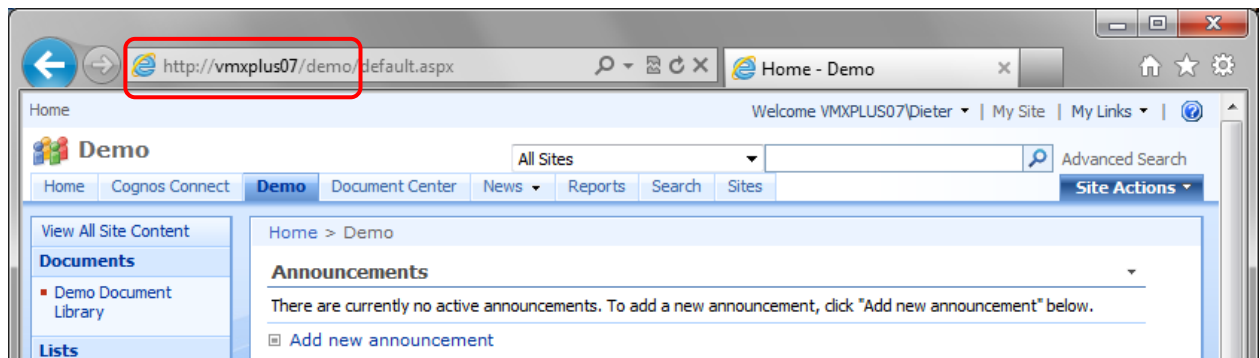 http://vmxplus07/demo/default.aspx
Home - Demo
Home
Welcome VMXPLUS07\Dieter | My Site | My Links
Demo
All Sites
Advanced Search
Home Cognos Connect Demo Document Center News Reports Search Sites
Site Actions
View All Site Content
Home > Demo
Documents
Announcements
Demo Document
Library
There are currently no active announcements. To add a new announcement, click "Add new announcement" below.
Add new announcement
Lists